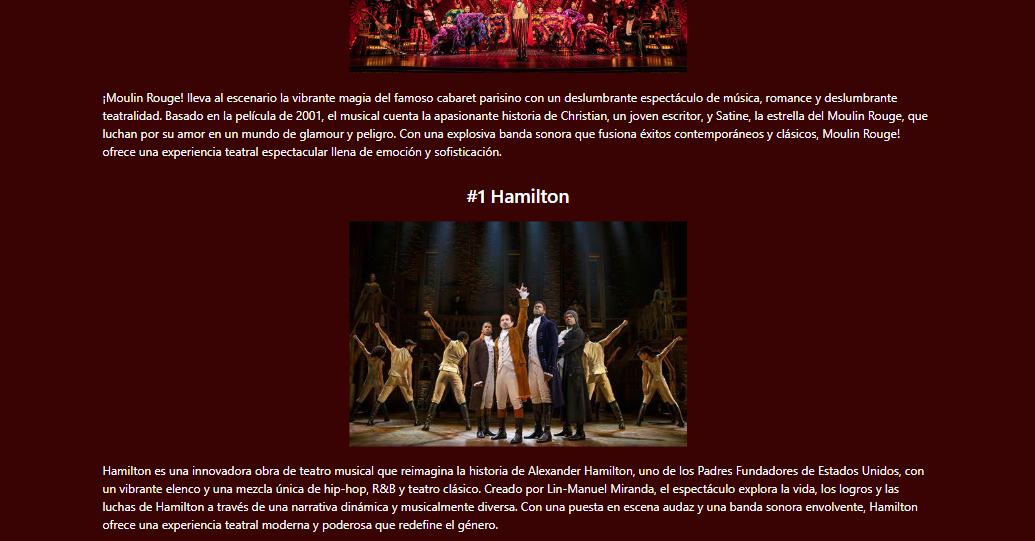 ¡Moulin Rouge! lleva al escenario la vibrante magia del famoso cabaret parisino con un deslumbrante espectáculo de música, romance y deslumbrante
teatralidad. Basado en la película de 2001, el musical cuenta la apasionante historia de Christian, un joven escritor, y Satine, la estrella del Moulin Rouge, que
luchan por su amor en un mundo de glamour y peligro. Con una explosiva banda sonora que fusiona éxitos contemporáneos y clásicos, Moulin Rouge!
ofrece una experiencia teatral espectacular llena de emoción y sofisticación.
#1 Hamilton
Hamilton es una innovadora obra de teatro musical que reimagina la historia de Alexander Hamilton, uno de los Padres Fundadores de Estados Unidos, con
un vibrante elenco y una mezcla única de hip-hop, R&B y teatro clásico. Creado por Lin-Manuel Miranda, el espectáculo explora la vida, los logros y las
luchas de Hamilton a través de una narrativa dinámica y musicalmente diversa. Con una puesta en escena audaz y una banda sonora envolvente, Hamilton
ofrece una experiencia teatral moderna y poderosa que redefine el género.